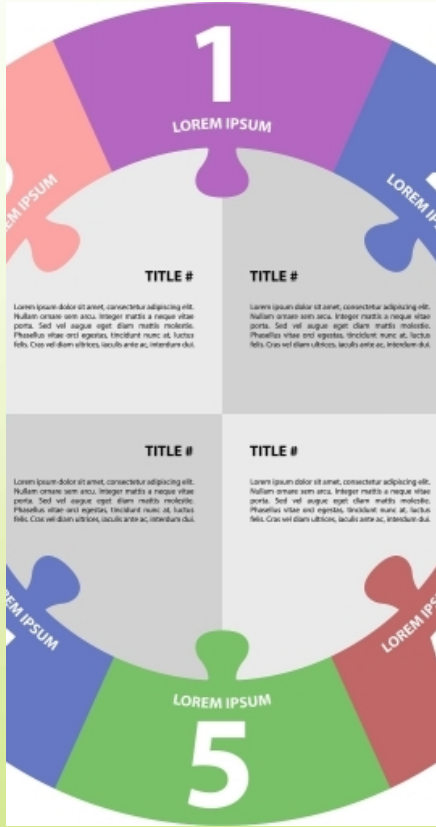 1
LOREM IPSUM
LOREM
EM IPSUM
TITLE #
Lorem ipsum dolor sit amet, consectetur adipiscing elit.
Nullam ornare sem arcu. Integer mattis a neque vitae
porta. Sed vel augue eget diam mattis molestie.
Phasellus vitae orci egestas, tincidunt nunc at, luctus
felis. Cras vel diam ultrices, iaculis ante ac, interdum dui.
TITLE #
Lorem ipsum dolor sit amet, consectetur adipiscing elit.
Nullam ornare sem arcu. Integer mattis a neque vitae
porta. Sed vel augue eget diam mattis molestie.
Phasellus vitae orci egestas, tincidunt nunc at, luctus
felis. Cras vel diam ultrices, iaculis ante ac, interdum dui.
TITLE #
Lorem ipsum dolor sit amet, consectetur adipiscing elit.
Nullam ornare sem arcu. Integer mattis a neque vitae
porta. Sed vel augue eget diam mattis molestie.
Phasellus vitae orci egestas, tincidunt nunc at, luctus
felis. Cras vel diam ultrices, iaculis ante ac, interdum dui.
TITLE #
Lorem ipsum dolor sit amet, consectetur adipiscing elit.
Nullam ornare sem arcu. Integer mattis a neque vitae
porta. Sed vel augue eget diam mattis molestie.
Phasellus vitae orci egestas, tincidunt nunc at, luctus
felis. Cras vel diam ultrices, iaculis ante ac, interdum dui.
REM IPSUM
LOREM IPS
LOREM IPSUM
5